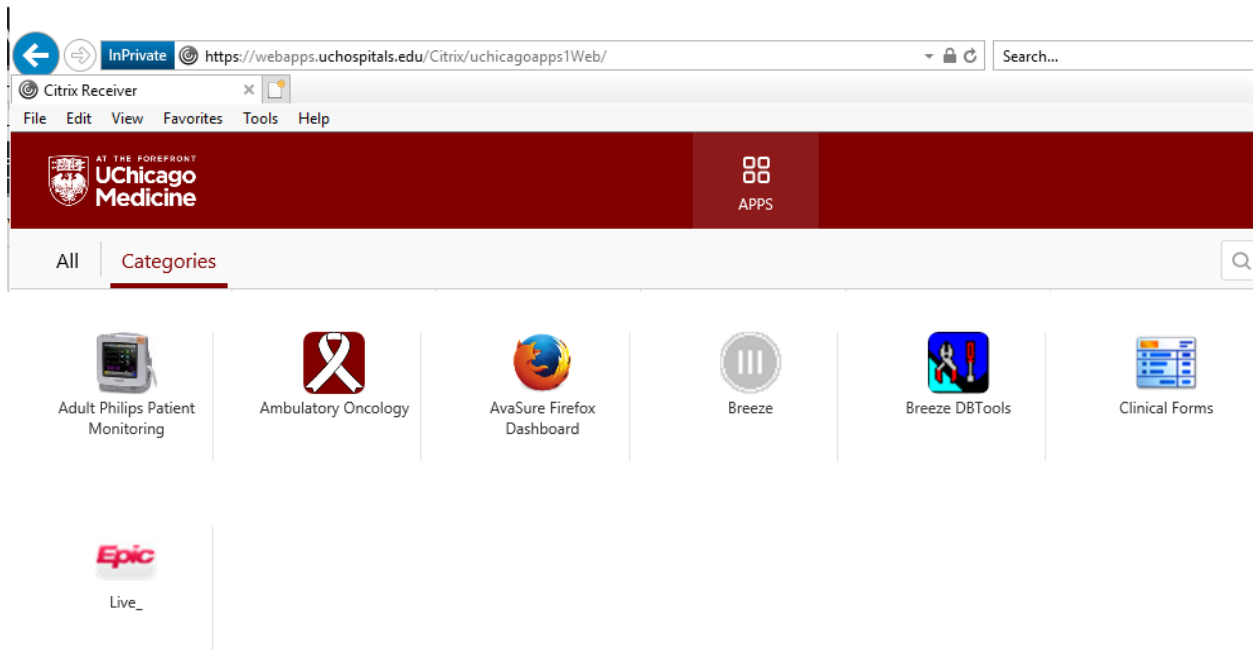 InPrivate https://webapps.uchospitals.edu/Citrix/uchicagoapps1Web/ Search...
Citrix Receiver
File Edit View Favorites Tools Help
AT THE FOREFRONT
UChicago
Medicine
APPS
All Categories
Adult Philips Patient
Monitoring
Ambulatory Oncology
AvaSure Firefox
Dashboard
Breeze
Breeze DBTools
Clinical Forms
Epic
Live_